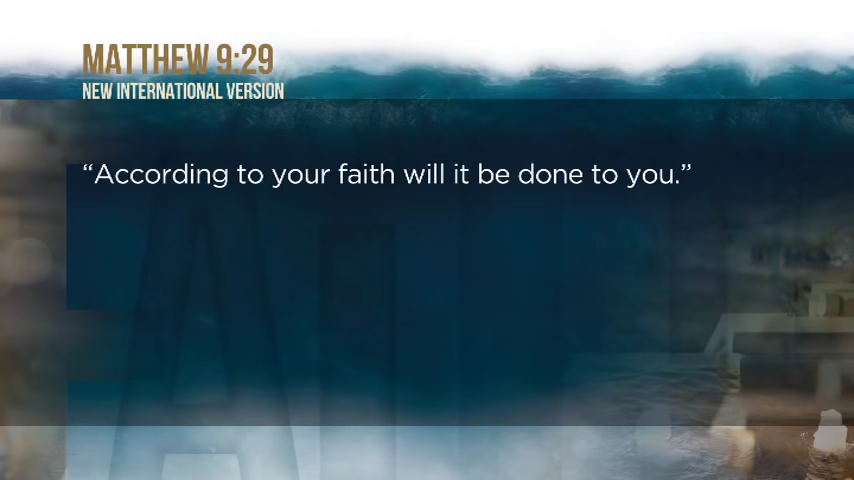 MATTHEW 9:29
NEW INTERNATIONAL VERSION
“According to your faith will it be done to you.”